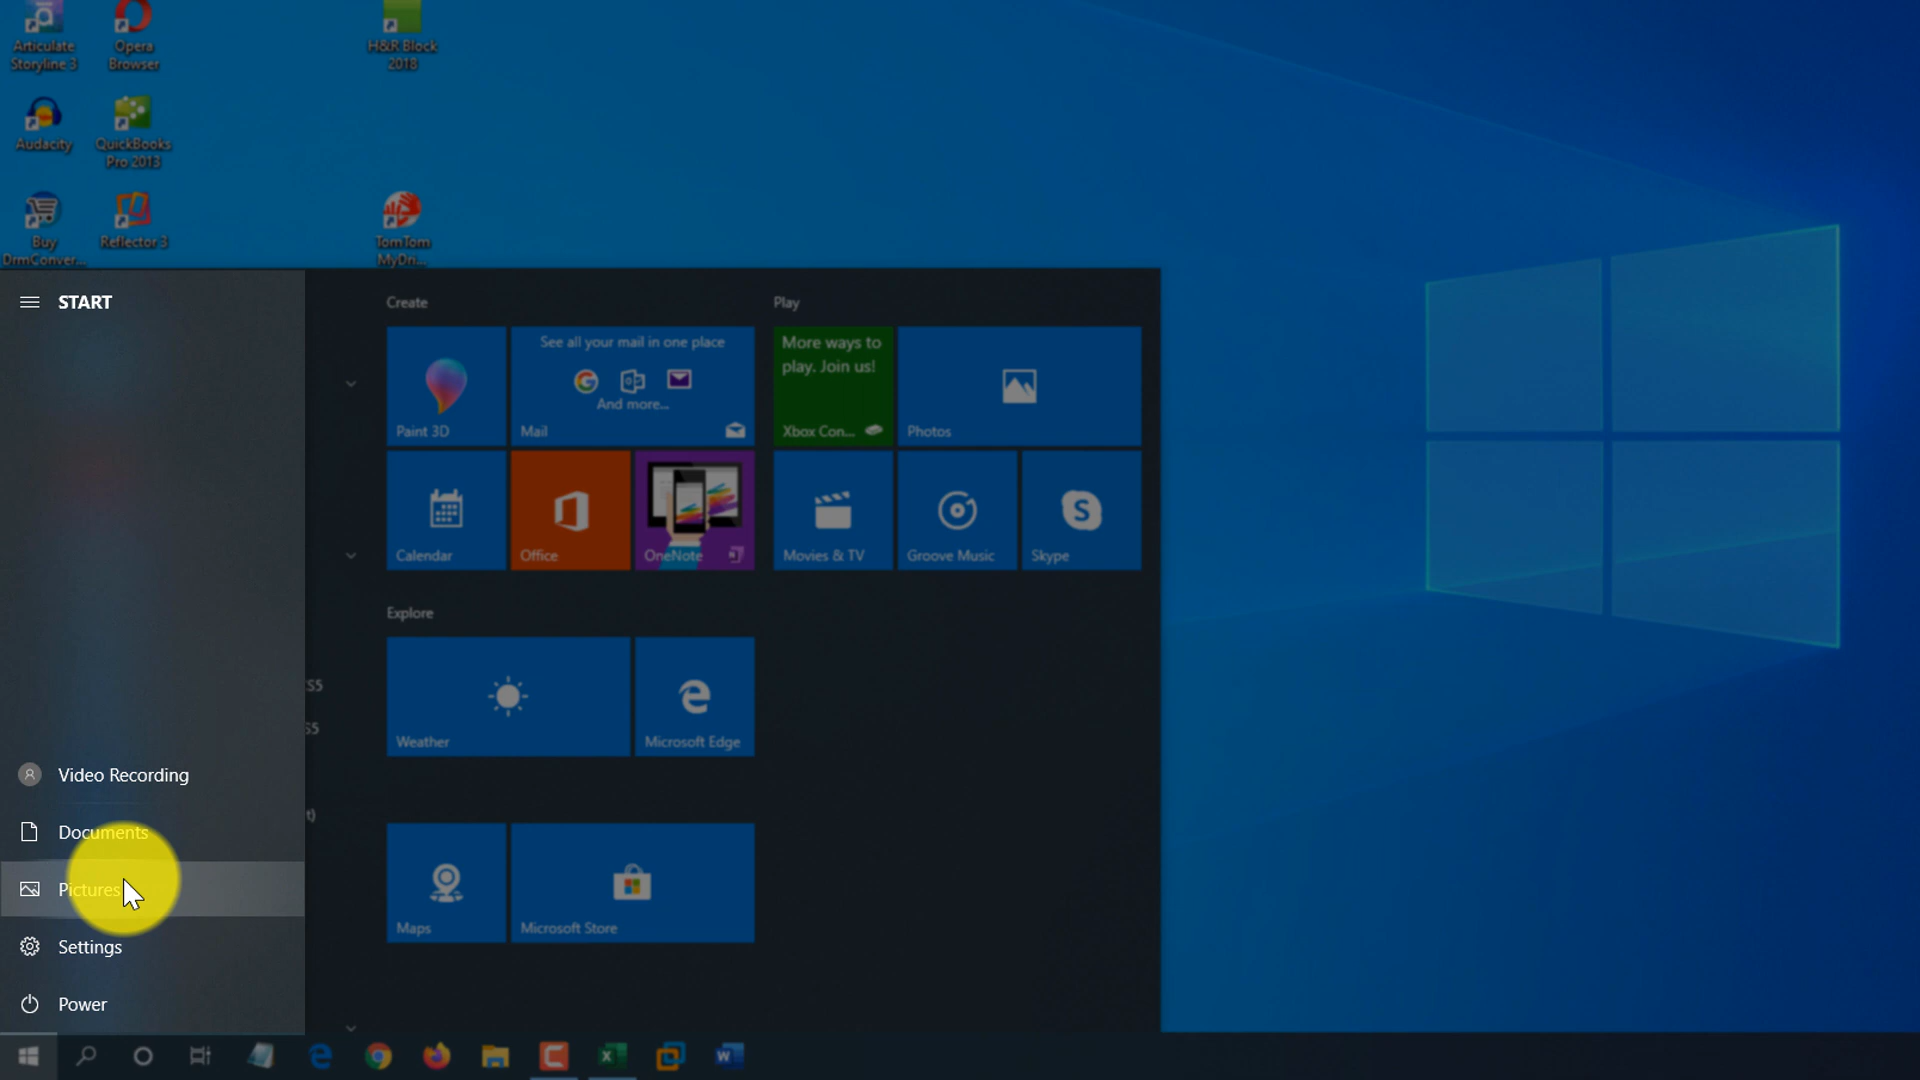 Articulate
Storyline 3
Opera
Browser
H&R Block
2018
Audacity
QuickBooks
Pro 2013
Buy
DrmConver...
Reflector 3
TomTom
MyDri...
START
Create
Play
See all your mail in one place
And more...
More ways to
play. Join us!
Paint 3D
Mail
Xbox Con...
Photos
Calendar
Office
OneNote
Movies & TV
Groove Music
Skype
Explore
S5
S5
Weather
Microsoft Edge
Video Recording
t)
Documents
Pictures
Maps
Microsoft Store
Settings
Power